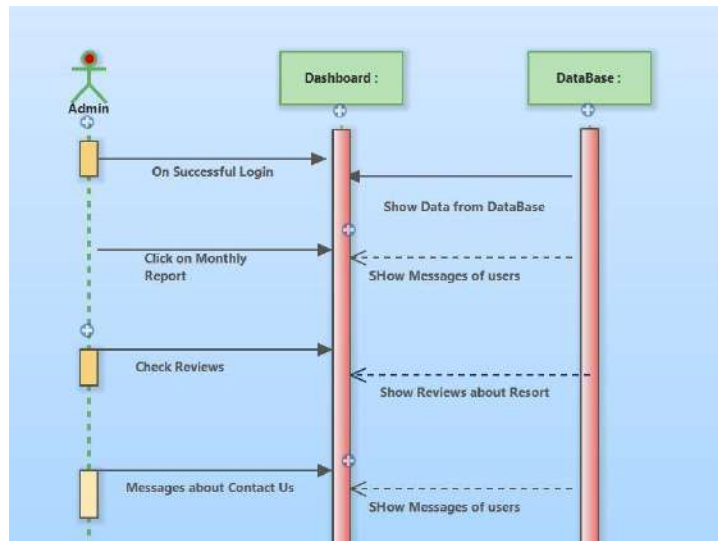 Dashboard :
DataBase :
Admin
On Successful Login
Show Data from DataBase
Click on Monthly
Report
SHow Messages of users
Check Reviews
Show Reviews about Resort
Messages about Contact Us
SHow Messages of users